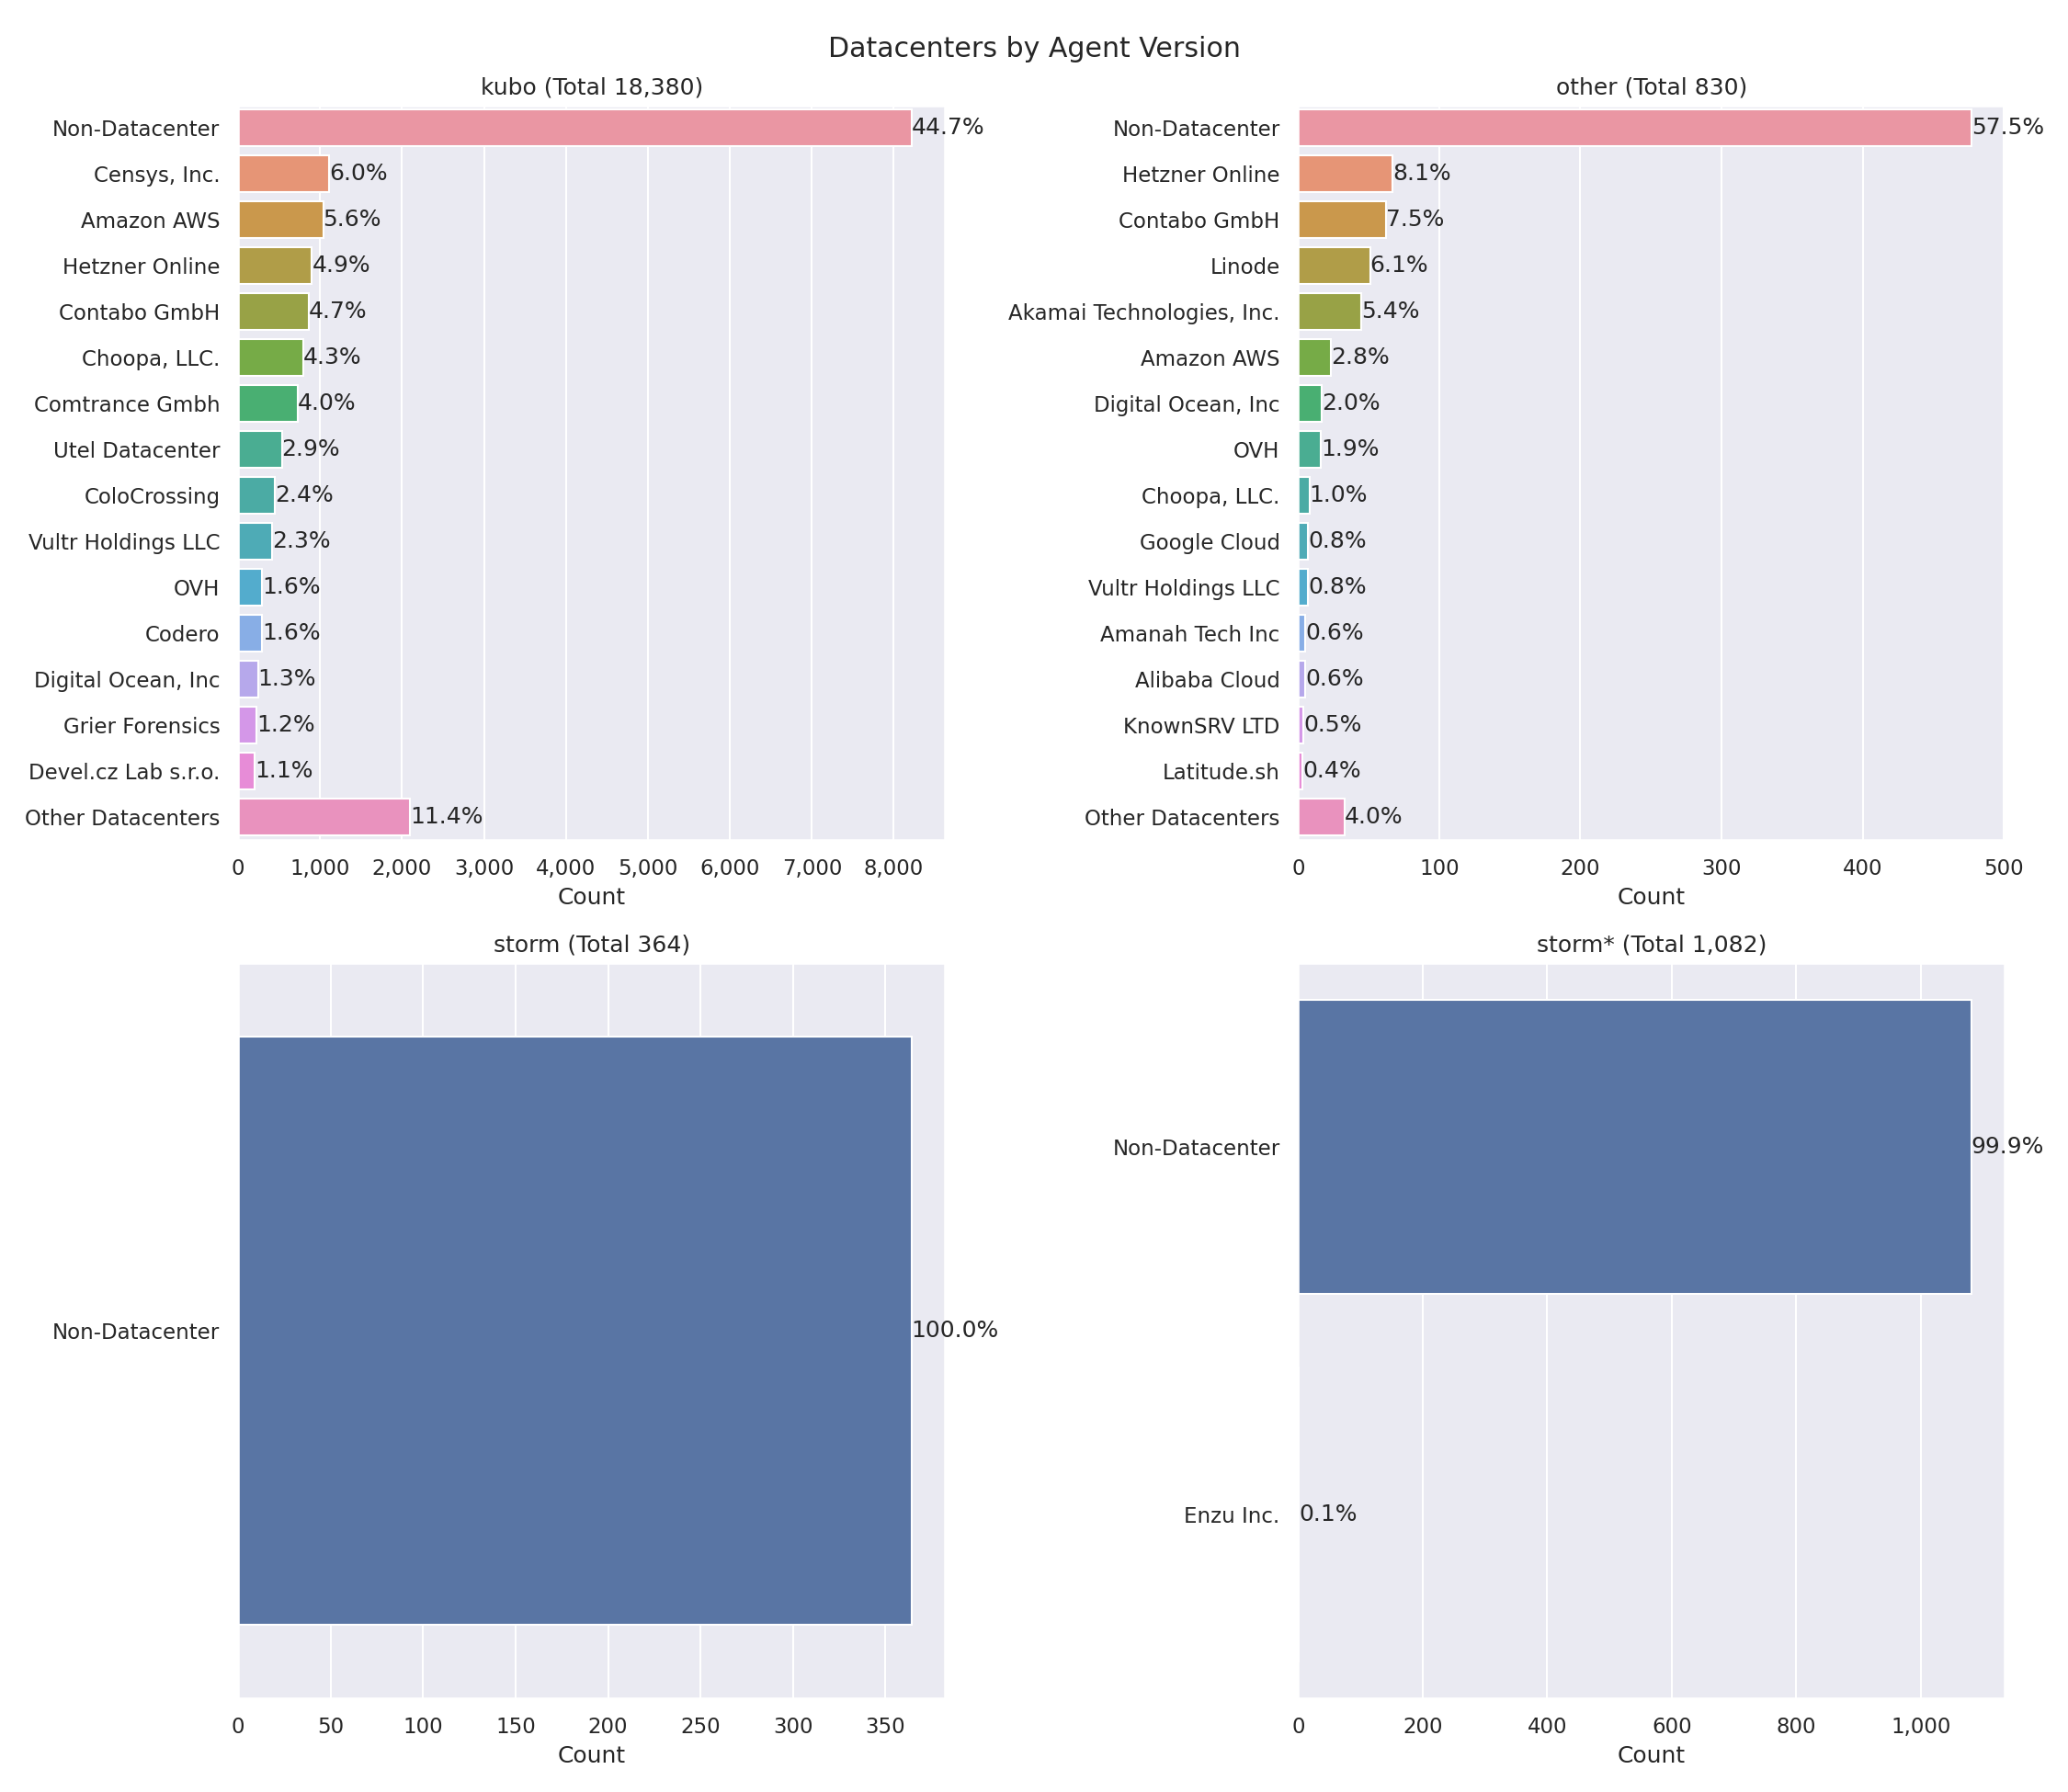 Datacenters by Agent Version
kubo (Total 18,380)
Non-Datacenter 44.7%
Censys, Inc. 6.0%
Amazon AWS 5.6%
Hetzner Online 4.9%
Contabo GmbH 4.7%
Choopa, LLC. 4.3%
Comtrance Gmbh 4.0%
Utel Datacenter 2.9%
ColoCrossing 2.4%
Vultr Holdings LLC 2.3%
OVH 1.6%
Codero 1.6%
Digital Ocean, Inc 1.3%
Grier Forensics 1.2%
Devel.cz Lab s.r.o. 1.1%
Other Datacenters 11.4%
0 1,000 2,000 3,000 4,000 5,000 6,000 7,000 8,000
Count
other (Total 830)
Non-Datacenter 57.5%
Hetzner Online 8.1%
Contabo GmbH 7.5%
Linode 6.1%
Akamai Technologies, Inc. 5.4%
Amazon AWS 2.8%
Digital Ocean, Inc 2.0%
OVH 1.9%
Choopa, LLC. 1.0%
Google Cloud 0.8%
Vultr Holdings LLC 0.8%
Amanah Tech Inc 0.6%
Alibaba Cloud 0.6%
KnownSRV LTD 0.5%
Latitude.sh 0.4%
Other Datacenters 4.0%
0 100 200 300 400 500
Count
storm (Total 364)
Non-Datacenter 100.0%
0 50 100 150 200 250 300 350
Count
storm* (Total 1,082)
Non-Datacenter 99.9%
Enzu Inc. 0.1%
0 200 400 600 800 1,000
Count